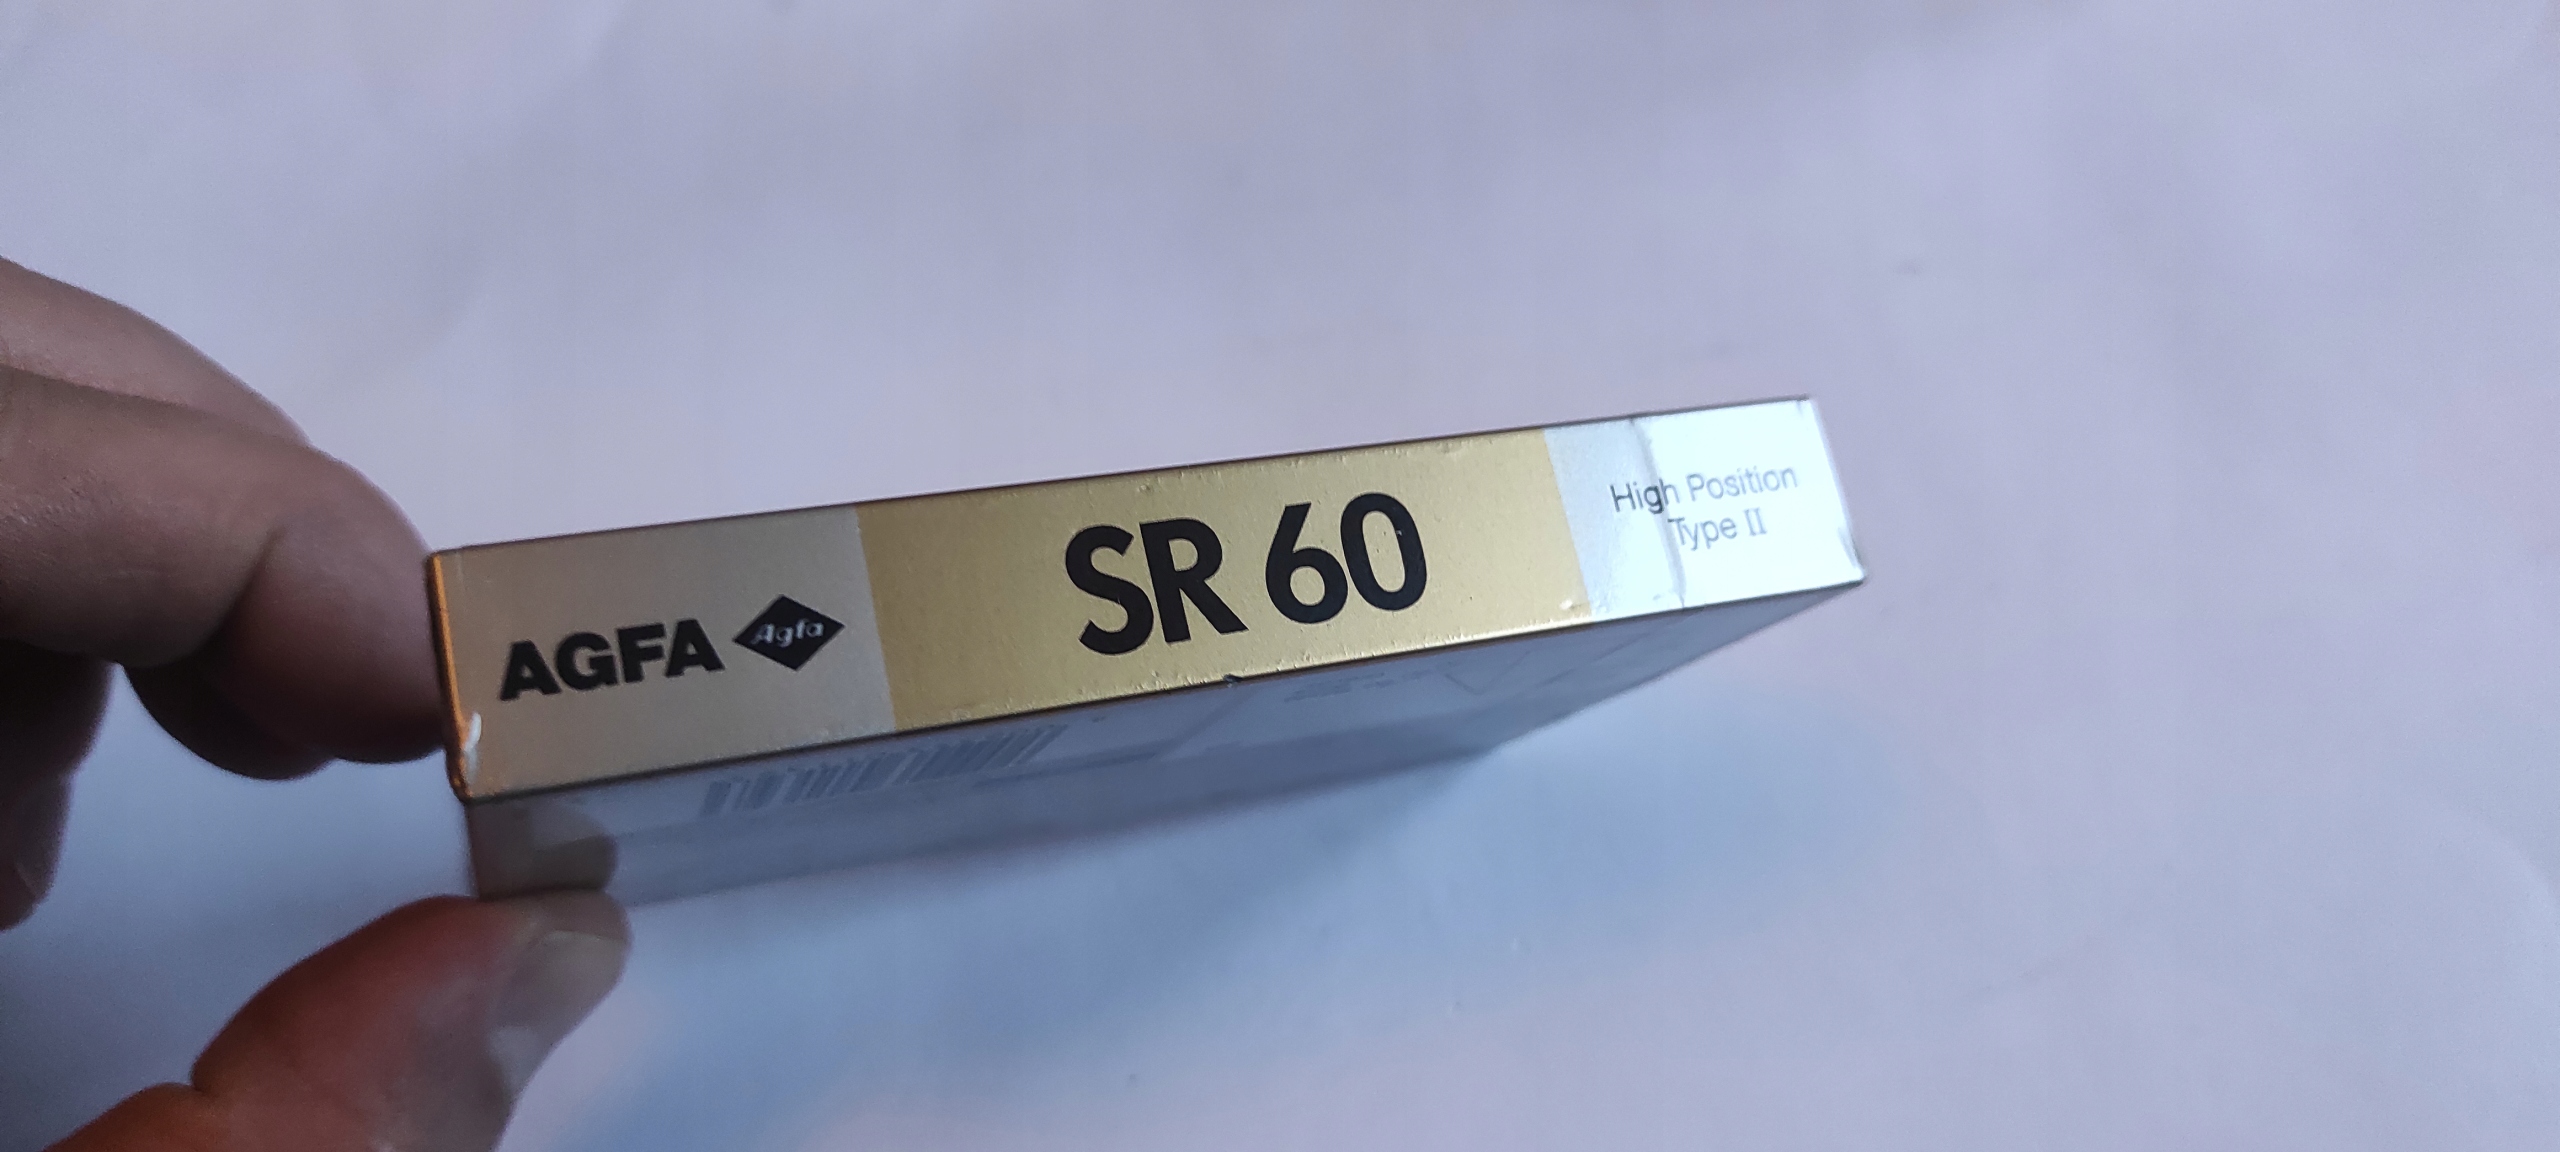 AGFA Agfa
SR 60
High Position
Type II